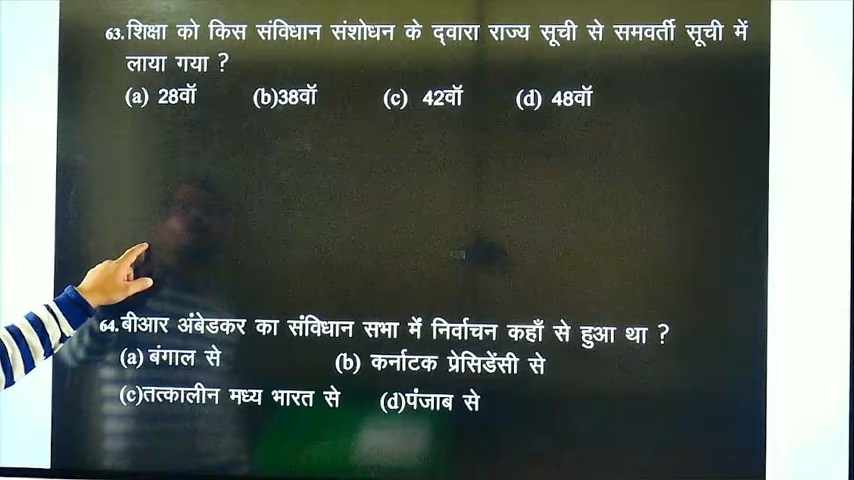 63. शिक्षा को किस संविधान संशोधन के द्वारा राज्य सूची से समवर्ती सूची में
लाया गया ?
(a) 28वॉ (b)38वॉ (c) 42वॉ (d) 48वॉ
64. बीआर अंबेडकर का संविधान सभा में निर्वाचन कहाँ से हुआ था ?
(a) बंगाल से (b) कर्नाटक प्रेसिडेंसी से
(c)तत्कालीन मध्य भारत से (d)पंजाब से